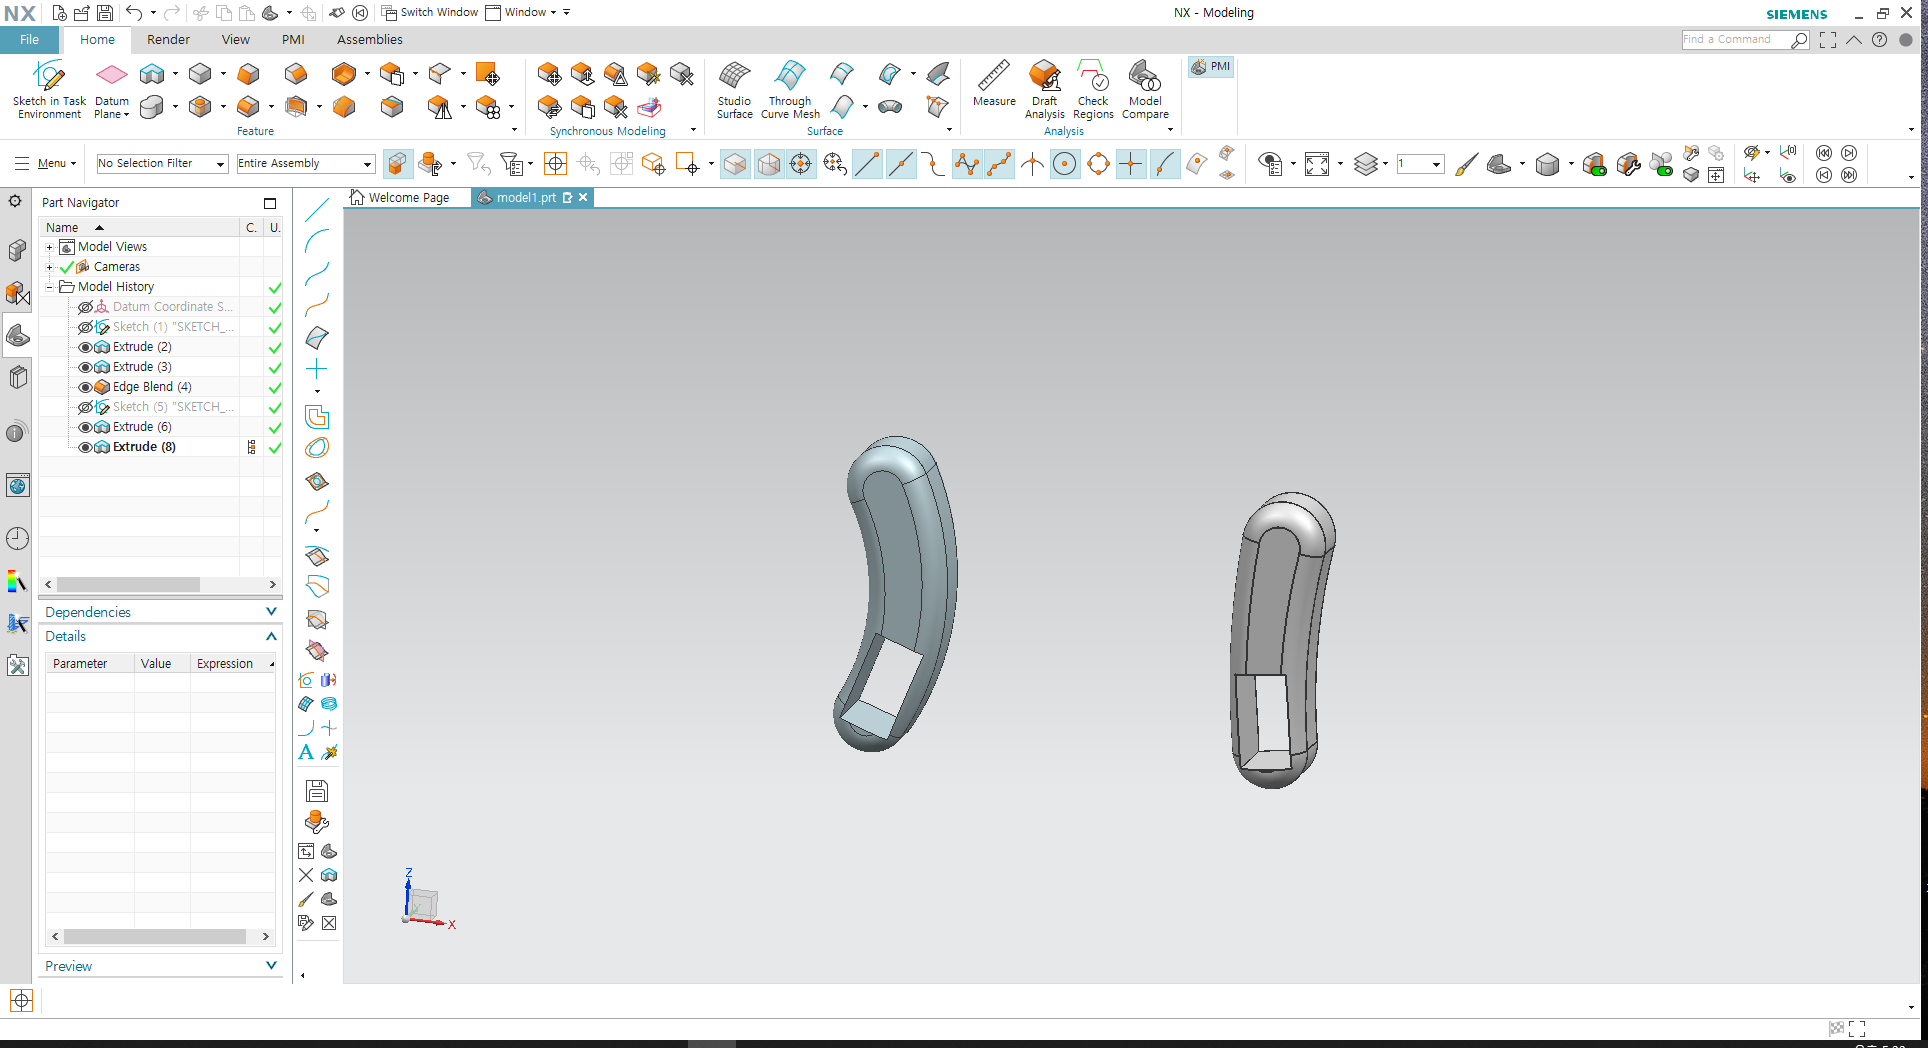 NX
Switch Window
Window
NX - Modeling
SIEMENS
File
Home
Render
View
PMI
Assemblies
Find a Command
Sketch in Task
Environment
Datum
Plane
Feature
Synchronous Modeling
Studio
Surface
Through
Curve Mesh
Surface
Measure
Draft
Analysis
Check
Regions
Model
Compare
Analysis
PMI
Menu
No Selection Filter
Entire Assembly
1
Part Navigator
Welcome Page
model1.prt
Name
C.
U.
Model Views
Cameras
Model History
Datum Coordinate S...
Sketch (1) "SKETCH_...
Extrude (2)
Extrude (3)
Edge Blend (4)
Sketch (5) "SKETCH_...
Extrude (6)
Extrude (8)
Dependencies
Details
Parameter
Value
Expression
Preview
A
Z
X